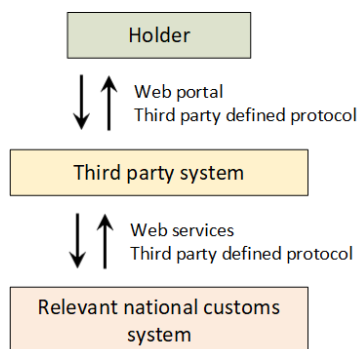 Holder
Web portal
Third party defined protocol
Third party system
Web services
Third party defined protocol
Relevant national customs
system